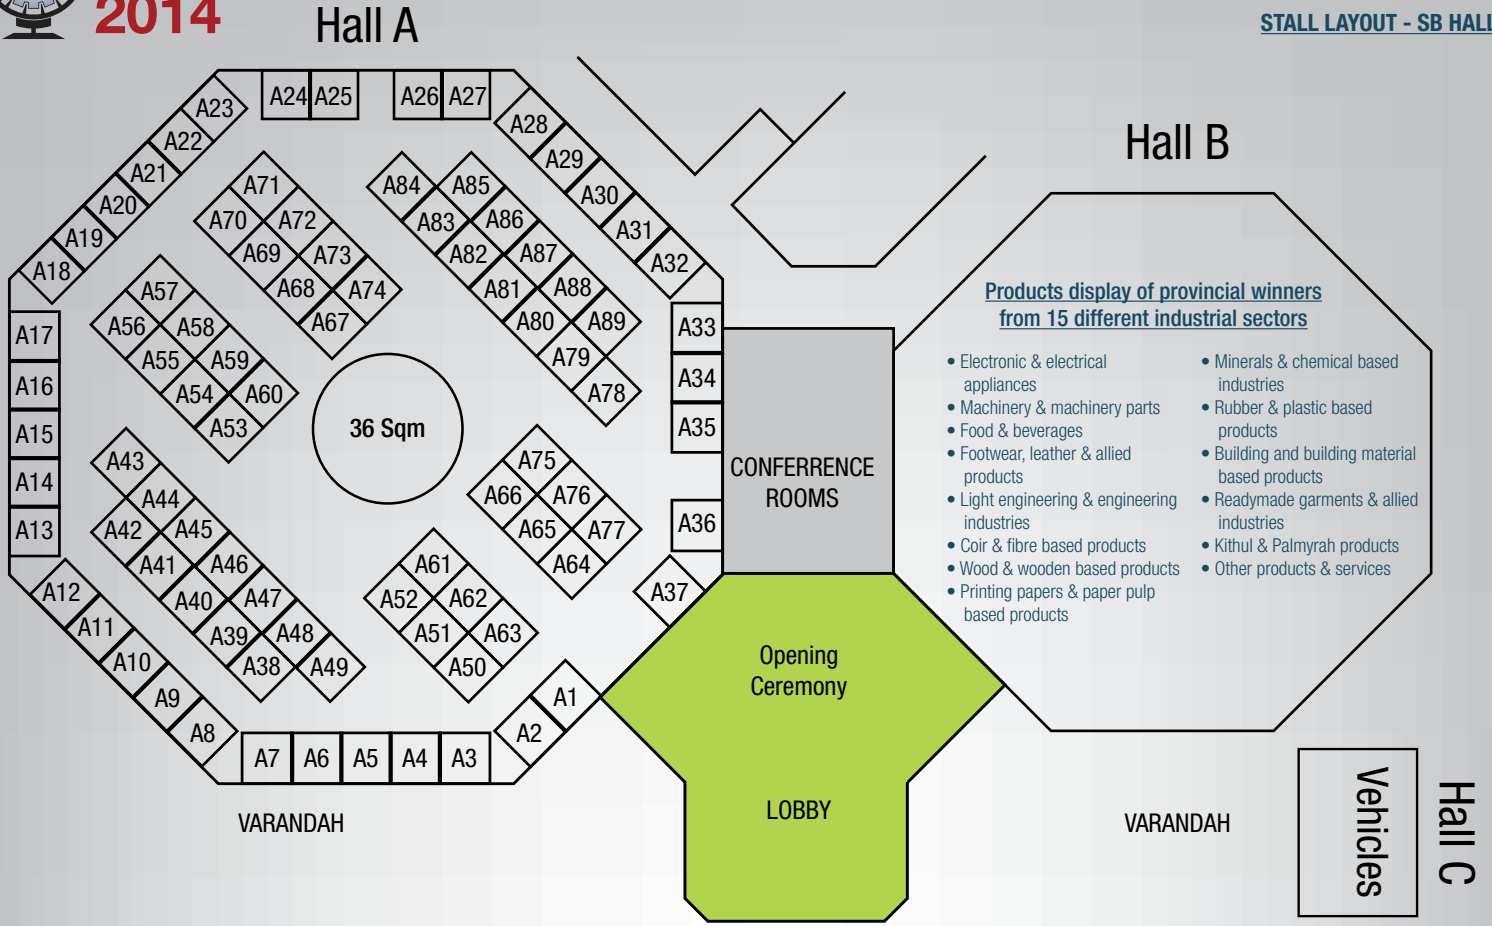 2014
Hall A
STALL LAYOUT - SB HALL
A24 A25 A26 A27
A23
A22
A21
A20
A19
A18
A28
A29
A30
A31
A32
A17
A16
A15
A14
A13
A33
A34
A35
A36
A37
A71
A70 A72
A69 A73
A68 A74
A67
A84 A85
A83 A86
A82 A87
A81 A88
A80 A89
A79
A78
A57
A56 A58
A55 A59
A54 A60
A53
36 Sqm
A43
A44
A42 A45
A41 A46
A40 A47
A39 A48
A38 A49
A75
A66 A76
A65 A77
A64
A61
A52 A62
A51 A63
A50
A12
A11
A10
A9
A8
A7 A6 A5 A4 A3
A2
A1
VARANDAH
CONFERRENCE
ROOMS
Opening
Ceremony
LOBBY
Hall B
Products display of provincial winners
from 15 different industrial sectors
• Electronic & electrical
appliances
• Machinery & machinery parts
• Food & beverages
• Footwear, leather & allied
products
• Light engineering & engineering
industries
• Coir & fibre based products
• Wood & wooden based products
• Printing papers & paper pulp
based products
• Minerals & chemical based
industries
• Rubber & plastic based
products
• Building and building material
based products
• Readymade garments & allied
industries
• Kithul & Palmyrah products
• Other products & services
VARANDAH
Vehicles
Hall C